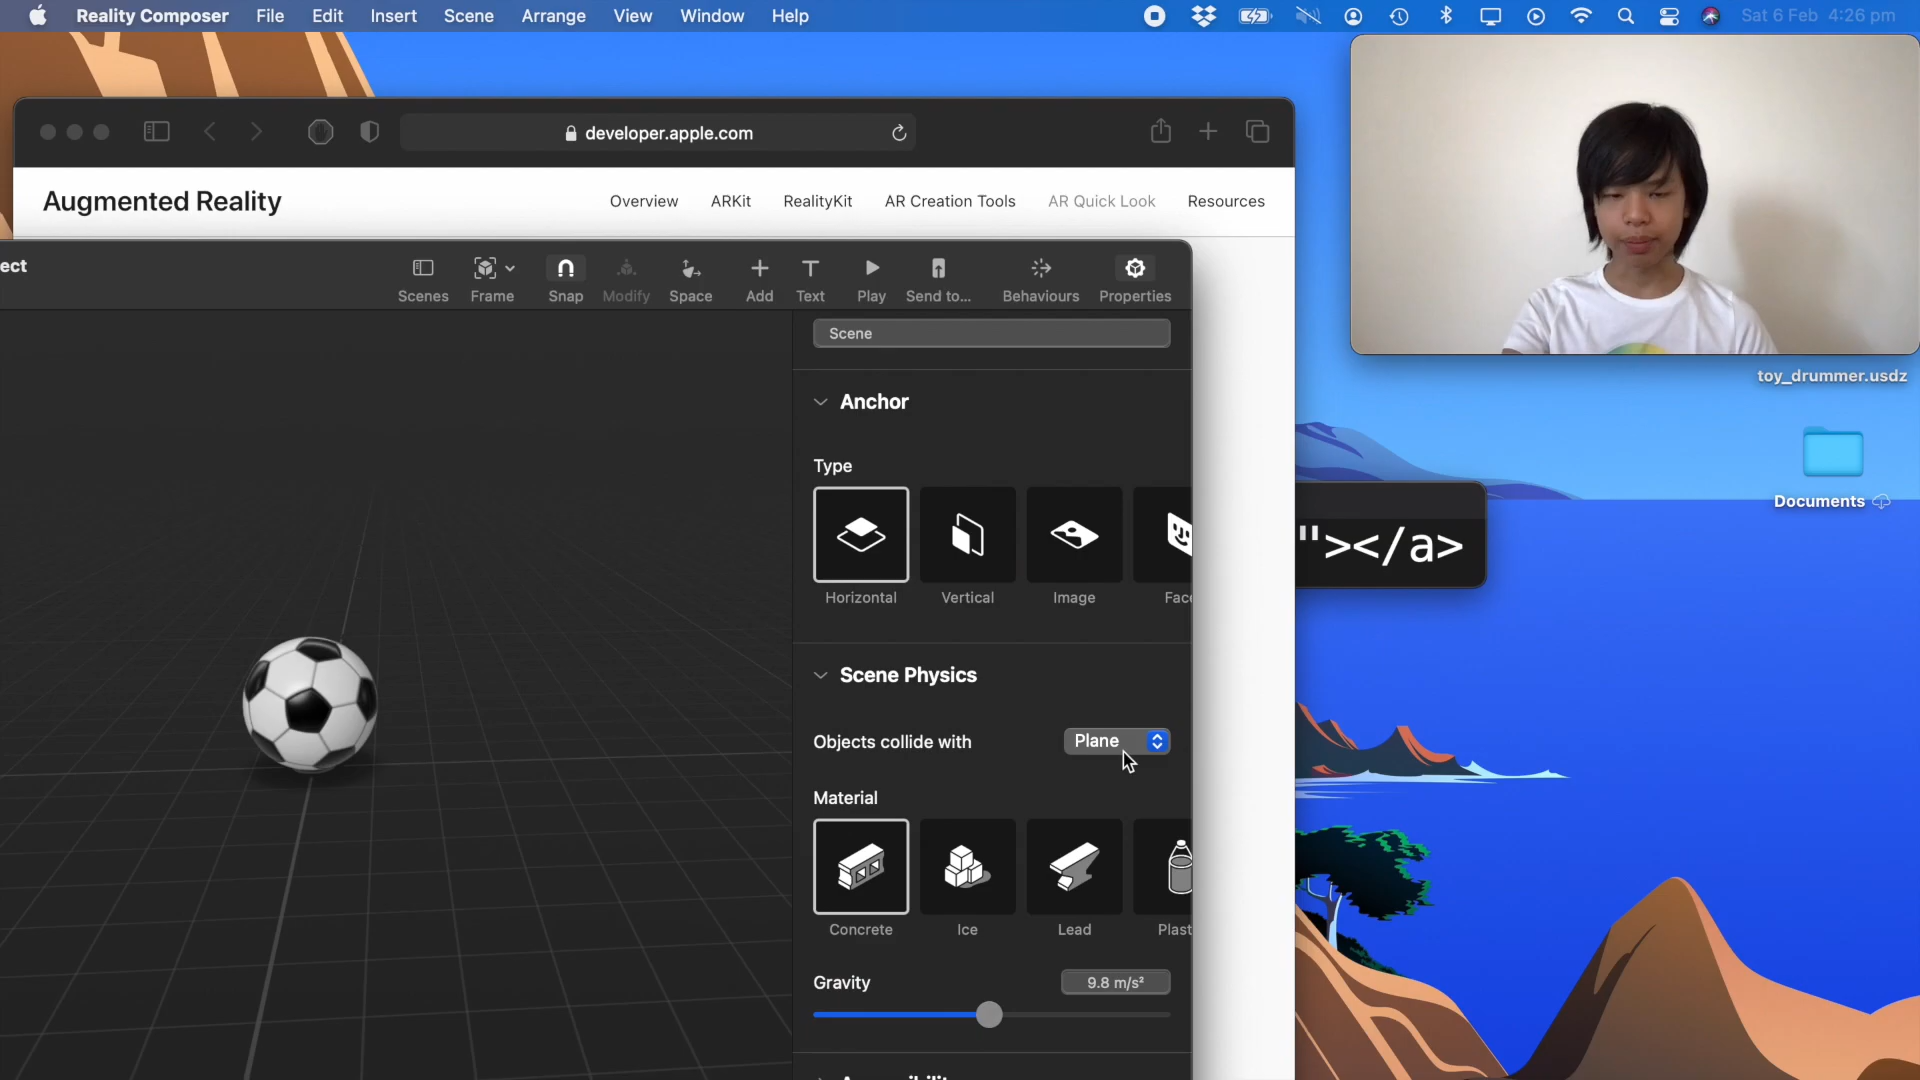 Reality Composer File Edit Insert Scene Arrange View Window Help Sat 6 Feb 4:26 pm
developer.apple.com
Augmented Reality Overview ARKit RealityKit AR Creation Tools AR Quick Look Resources
ect
Scenes Frame Snap Modify Space Add Text Play Send to... Behaviours Properties
Scene
toy_drummer.usdz
Anchor
Type
Documents
"></a>
Horizontal Vertical Image Face
Scene Physics
Objects collide with Plane
Material
Concrete Ice Lead Plast
Gravity 9.8 m/s²